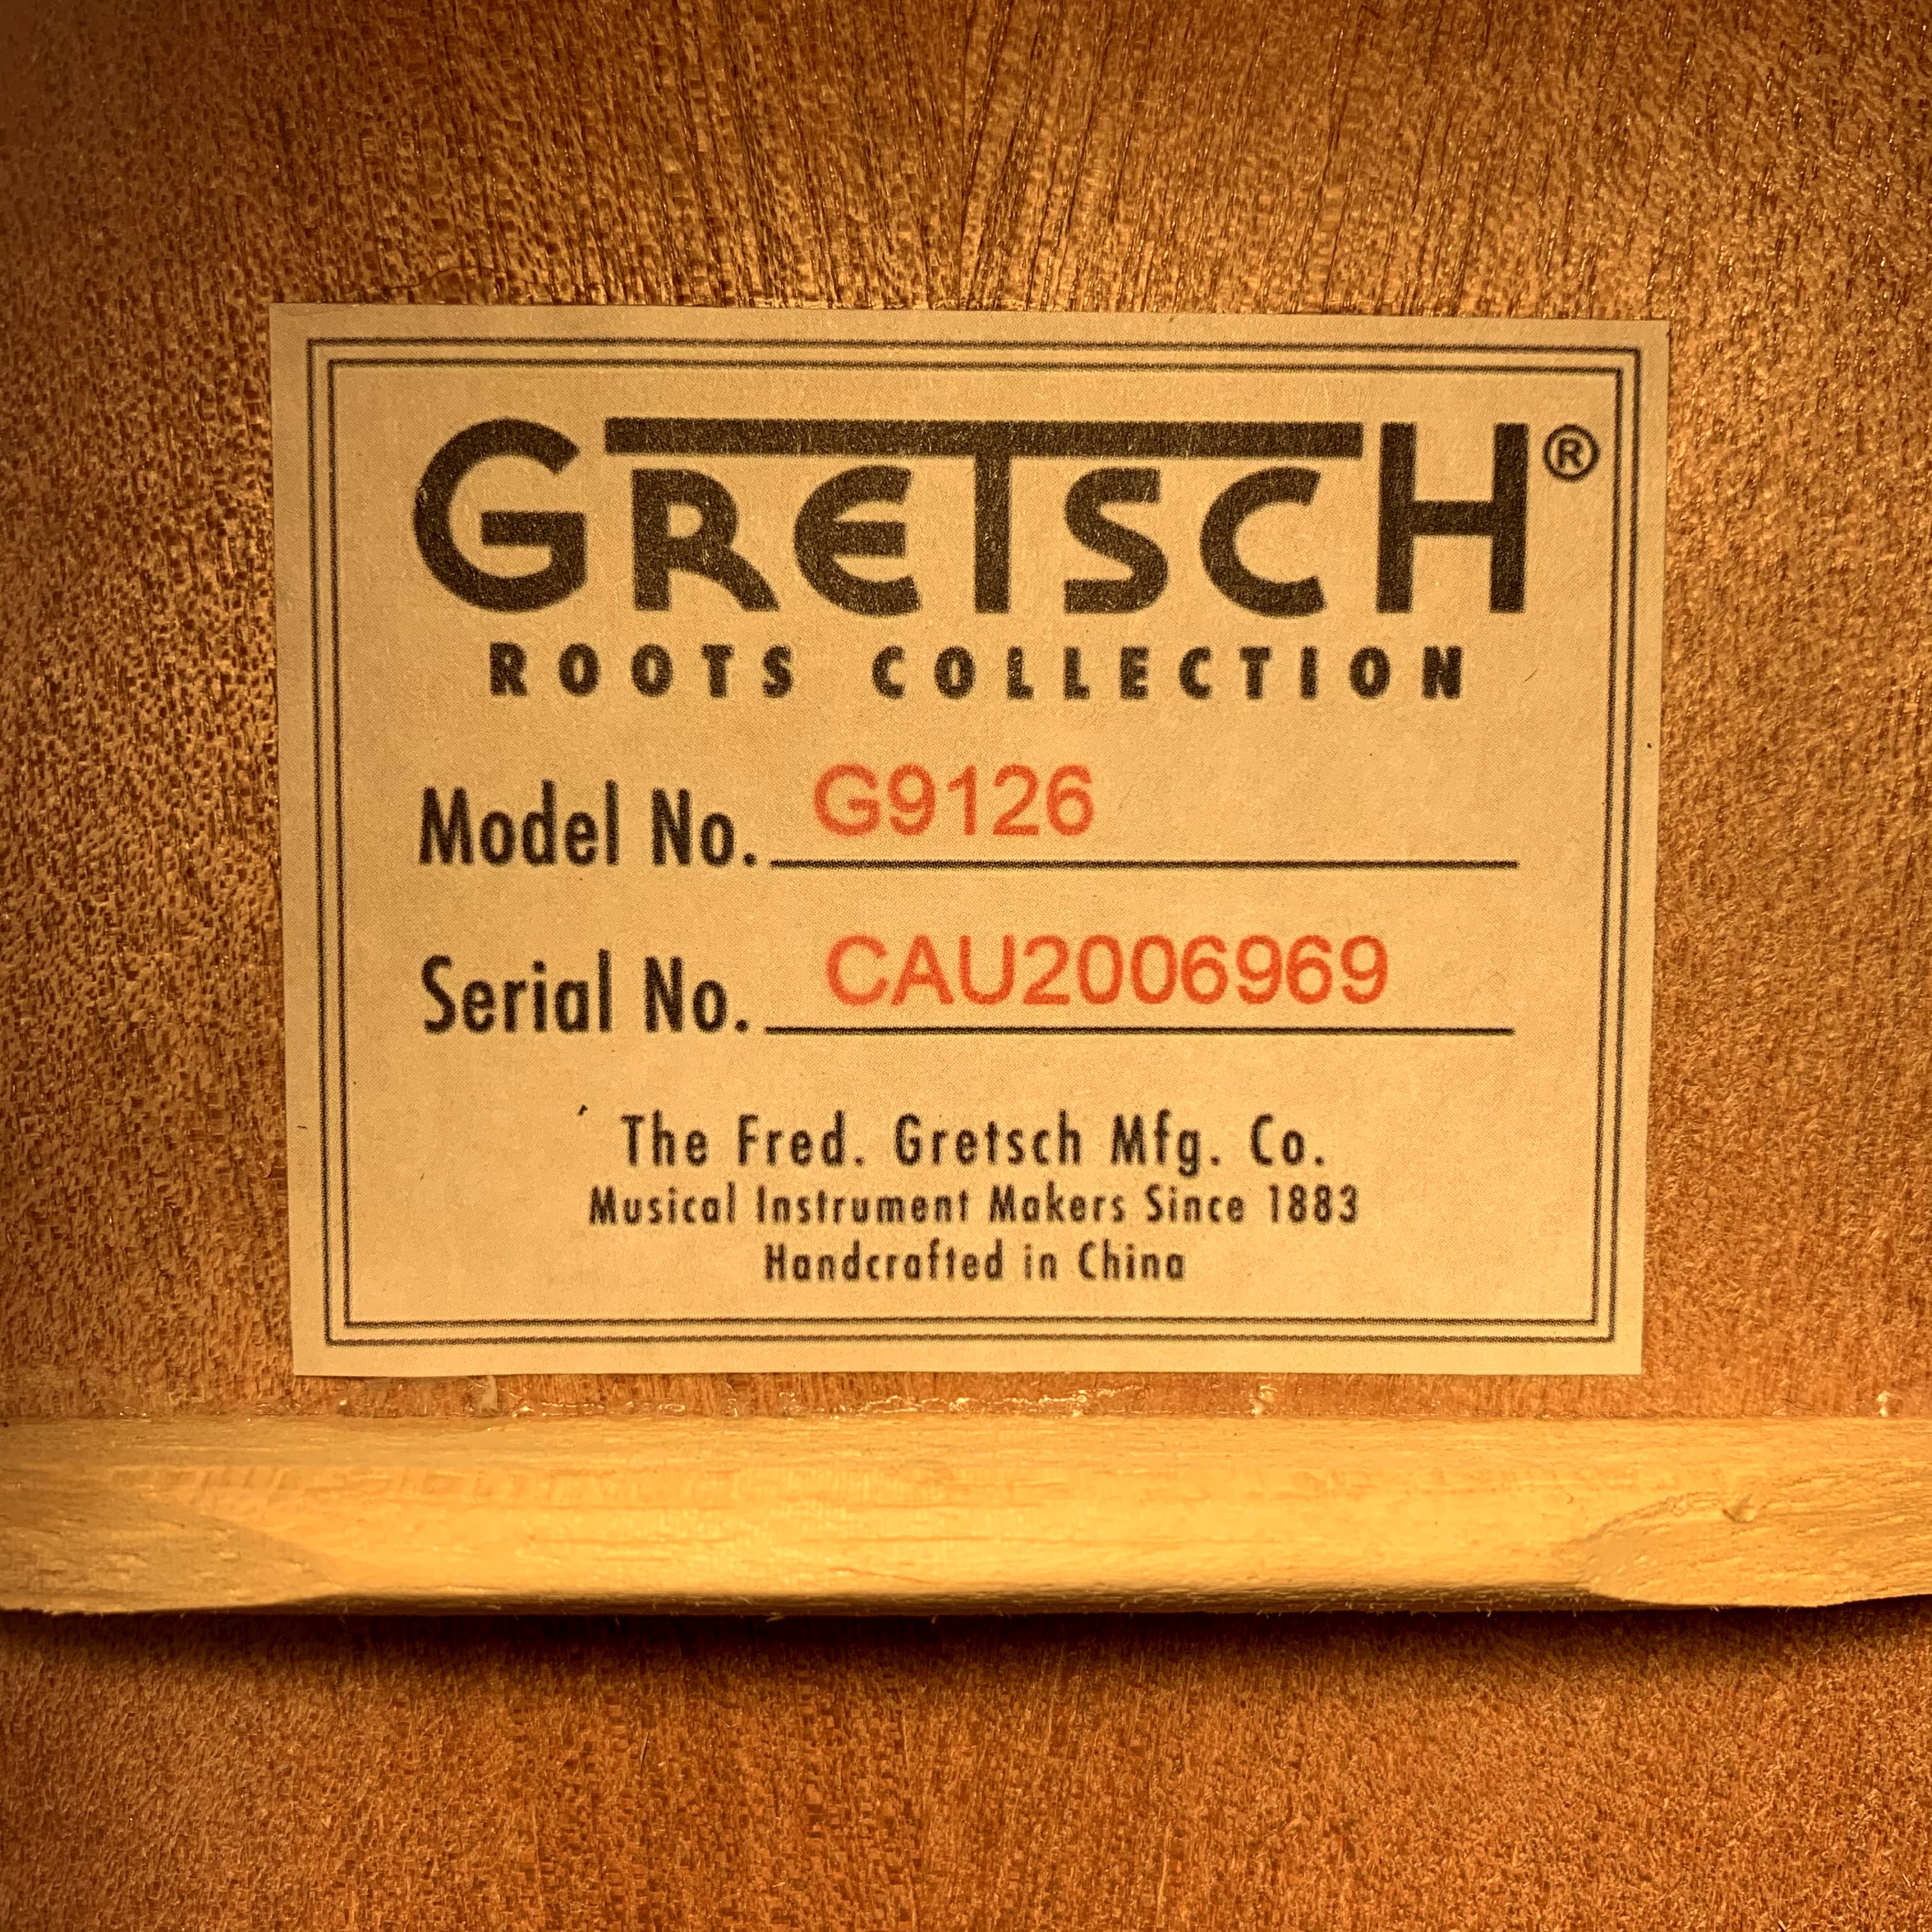 GRETSCH®
ROOTS COLLECTION
Model No. G9126
Serial No. CAU2006969
The Fred. Gretsch Mfg. Co.
Musical Instrument Makers Since 1883
Handcrafted in China